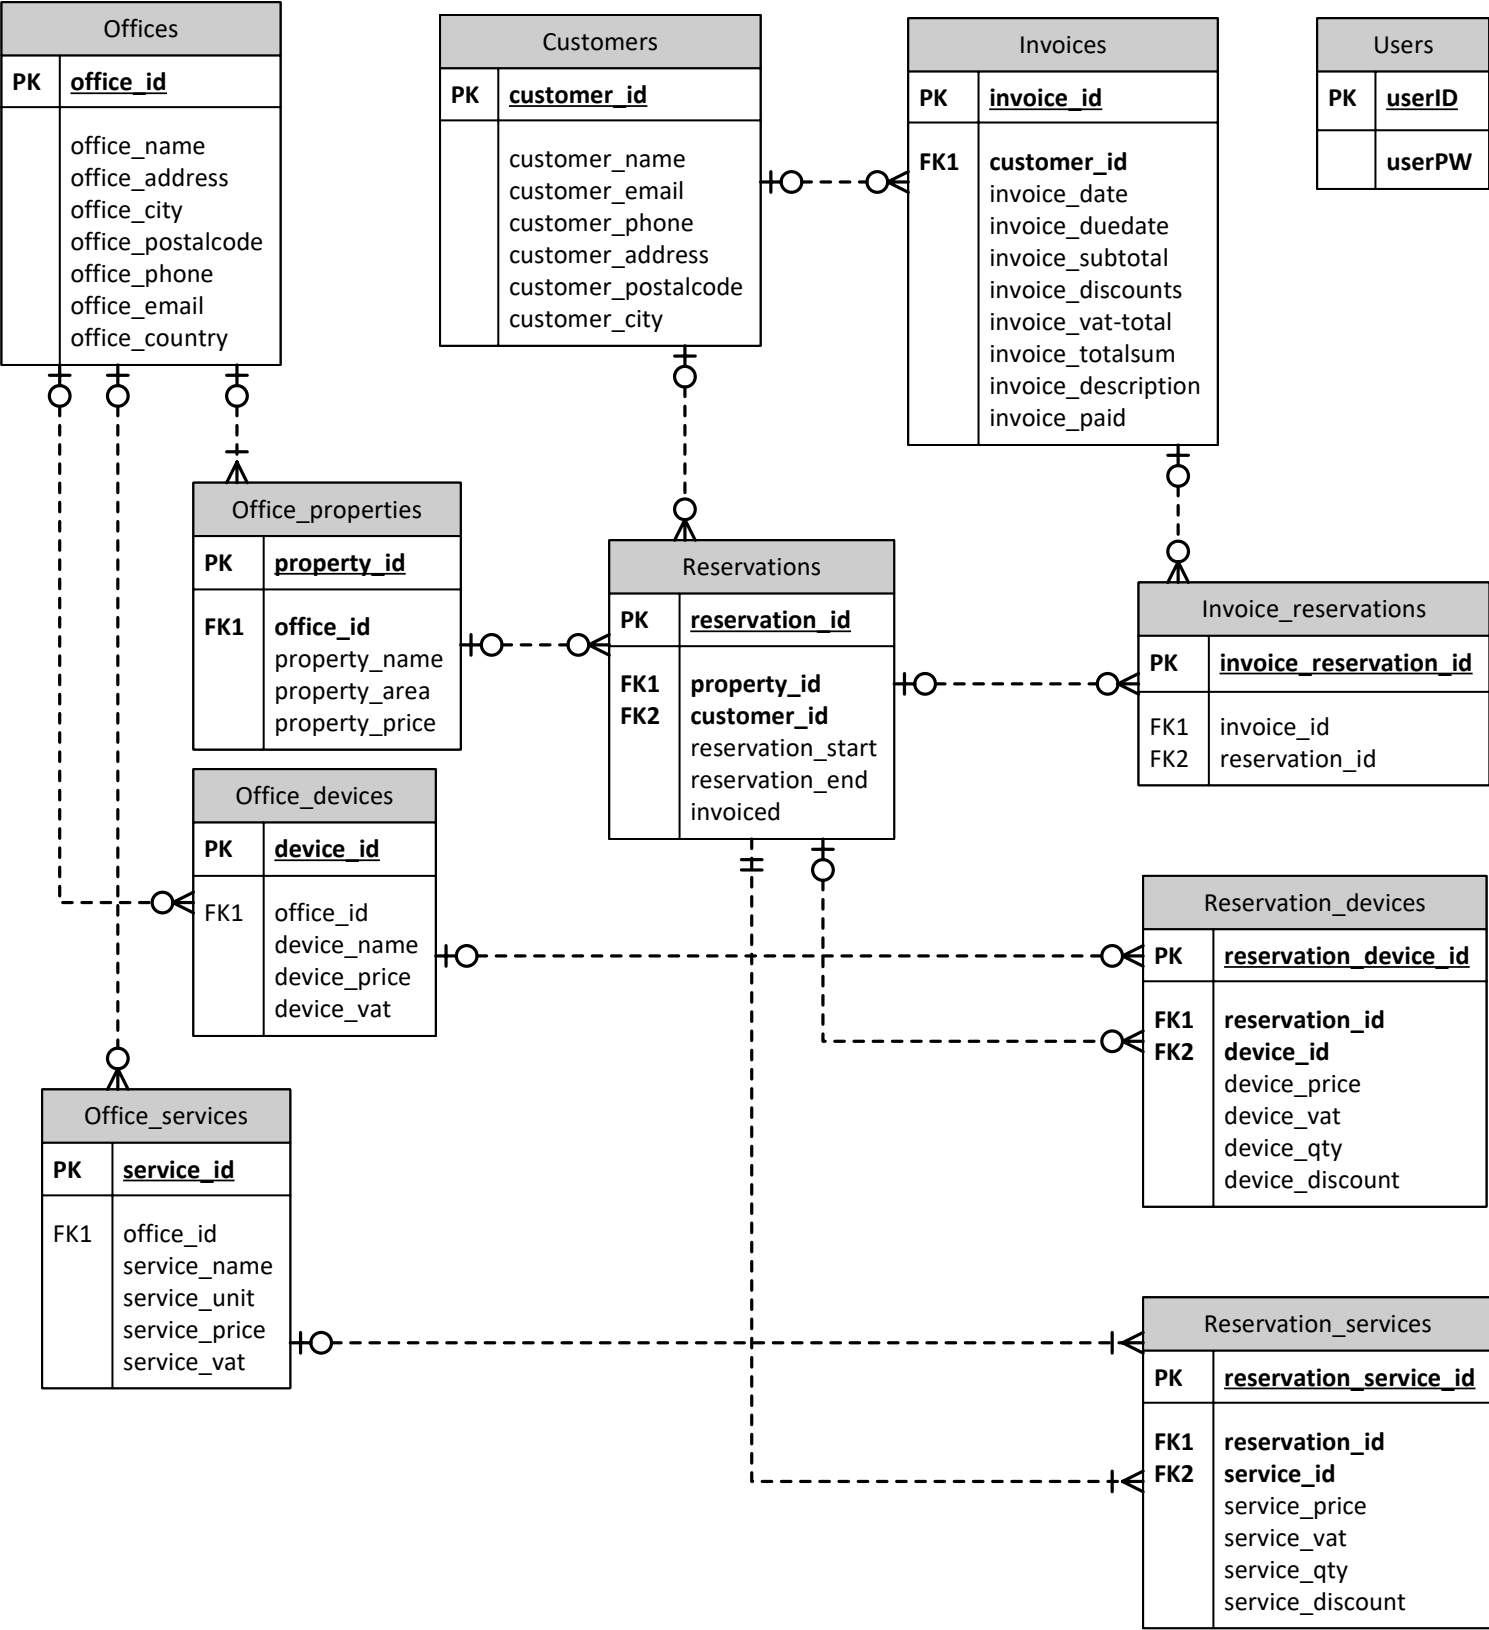 Offices
PK office_id
office_name
office_address
office_city
office_postalcode
office_phone
office_email
office_country
Customers
PK customer_id
customer_name
customer_email
customer_phone
customer_address
customer_postalcode
customer_city
Invoices
PK invoice_id
FK1 customer_id
invoice_date
invoice_duedate
invoice_subtotal
invoice_discounts
invoice_vat-total
invoice_totalsum
invoice_description
invoice_paid
Users
PK userID
userPW
Office_properties
PK property_id
FK1 office_id
property_name
property_area
property_price
Reservations
PK reservation_id
FK1 property_id
FK2 customer_id
reservation_start
reservation_end
invoiced
Invoice_reservations
PK invoice_reservation_id
FK1 invoice_id
FK2 reservation_id
Office_devices
PK device_id
FK1 office_id
device_name
device_price
device_vat
Reservation_devices
PK reservation_device_id
FK1 reservation_id
FK2 device_id
device_price
device_vat
device_qty
device_discount
Office_services
PK service_id
FK1 office_id
service_name
service_unit
service_price
service_vat
Reservation_services
PK reservation_service_id
FK1 reservation_id
FK2 service_id
service_price
service_vat
service_qty
service_discount